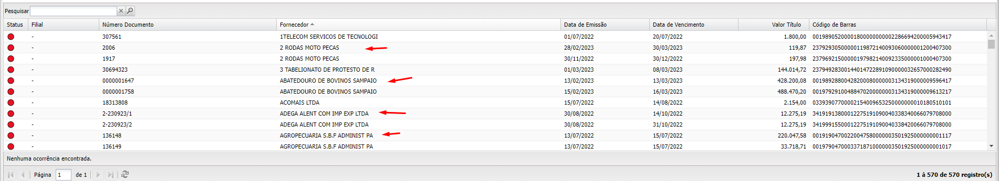 Pesquisar
Status Filial Número Documento Fornecedor Data de Emissão Data de Vencimento Valor Título Código de Barras
- 307561 1TELECOM SERVICOS DE TECNOLOGI 01/07/2022 20/07/2022 1.800,00 00198905200001800000000002286694200005943417
- 2006 2 RODAS MOTO PECAS 28/02/2023 30/03/2023 119,87 23792930500000119872140093060000001200407300
- 1917 2 RODAS MOTO PECAS 30/11/2022 30/12/2022 197,98 23796921500000197982140092335000001000407300
- 30694323 3 TABELIONATO DE PROTESTO DE R 01/03/2023 08/03/2023 144.014,72 23794928300144014722891090000032657000282490
- 0000001647 ABATEDOURO DE BOVINOS SAMPAIO 13/02/2023 13/03/2023 428.200,08 00198928800428200080000003134319000009596417
- 0000001758 ABATEDOURO DE BOVINOS SAMPAIO 15/02/2023 16/03/2023 488.470,20 00197929100488470200000003134319000009613217
- 18313808 ACOMAIS LTDA 15/07/2022 14/08/2022 2.154,00 03393907700002154009653250000000010180510101
- 2-230923/1 ADEGA ALENT COM IMP EXP LTDA 30/08/2022 14/10/2022 12.275,19 34191913800012275191090040338340066079708000
- 2-230923/2 ADEGA ALENT COM IMP EXP LTDA 30/08/2022 31/10/2022 12.275,19 34199915500012275191090040338420066079708000
- 136148 AGROPECUARIA S.B.F ADMINIST PA 13/07/2022 15/07/2022 220.047,58 00191904700220047580000003501925000000001117
- 136149 AGROPECUARIA S.B.F ADMINIST PA 13/07/2022 15/07/2022 33.718,71 00197904700033718710000003501925000000001017
Nenhuma ocorrência encontrada.
Página 1 de 1 1 à 570 de 570 registro(s)